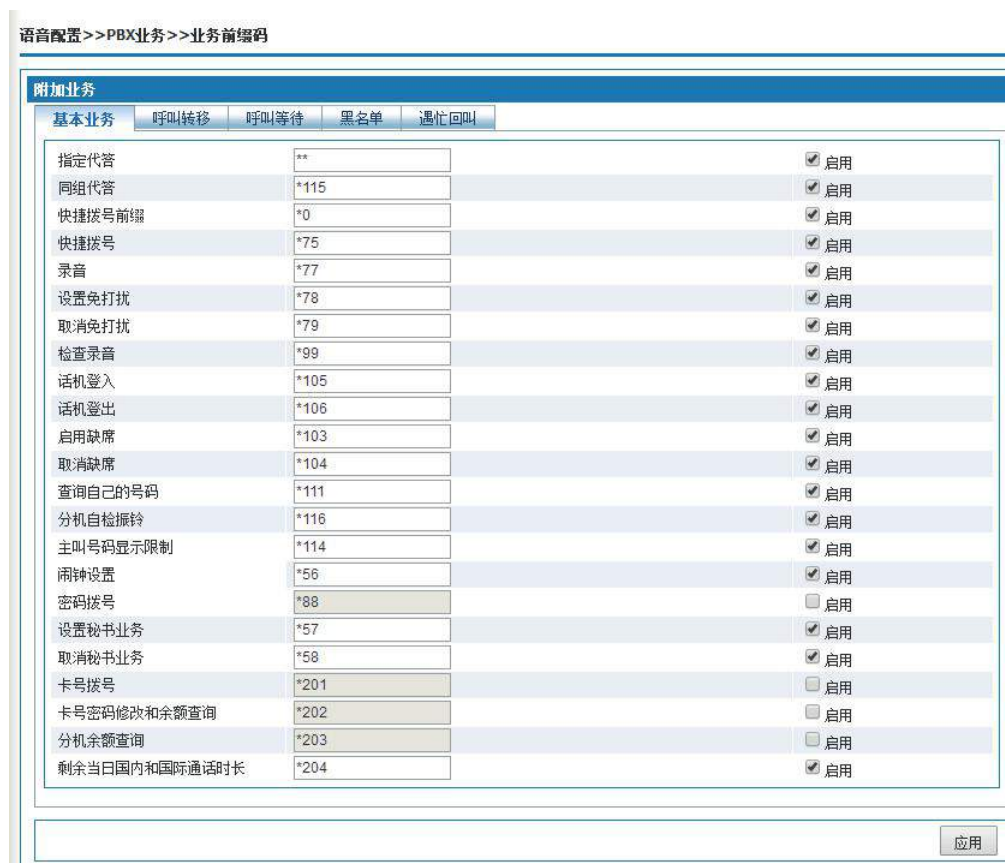 语音配置>>PBX业务>>业务前缀码
附加业务
基本业务 呼叫转移 呼叫等待 黑名单 遇忙回叫
指定代答 ** 启用
同组代答 *115 启用
快捷拨号前缀 *0 启用
快捷拨号 *75 启用
录音 *77 启用
设置免打扰 *78 启用
取消免打扰 *79 启用
检查录音 *99 启用
话机登入 *105 启用
话机登出 *106 启用
启用缺席 *103 启用
取消缺席 *104 启用
查询自己的号码 *111 启用
分机自检振铃 *116 启用
主叫号码显示限制 *114 启用
闹钟设置 *56 启用
密码拨号 *88 启用
设置秘书业务 *57 启用
取消秘书业务 *58 启用
卡号拨号 *201 启用
卡号密码修改和余额查询 *202 启用
分机余额查询 *203 启用
剩余当日国内和国际通话时长 *204 启用
应用